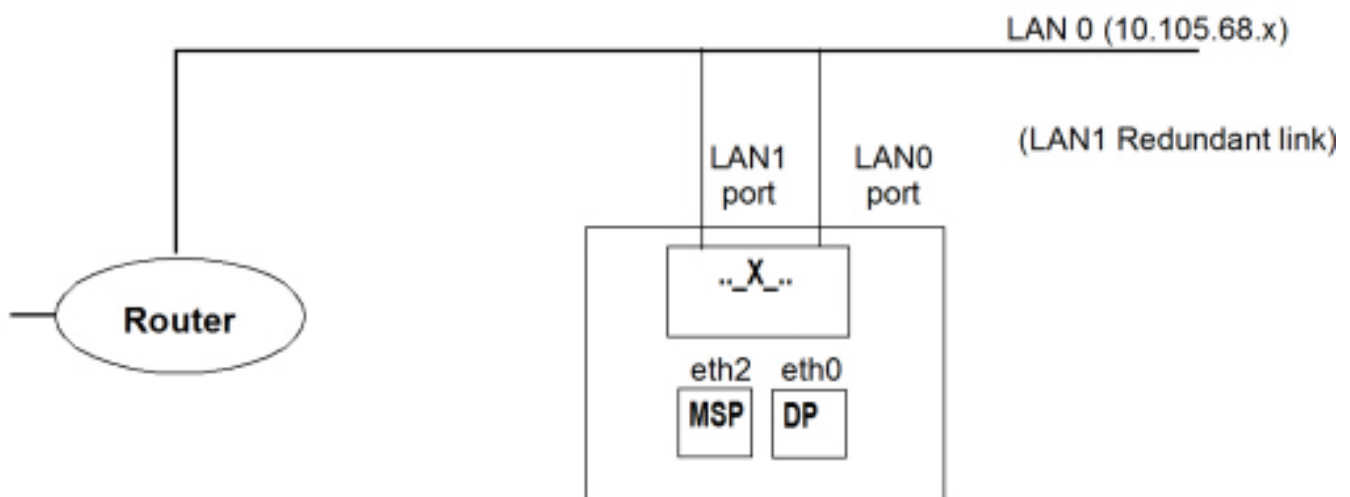 LAN 0 (10.105.68.x)
(LAN1 Redundant link)
LAN1
port
LAN0
port
.._X_..
Router
eth2 eth0
MSP DP